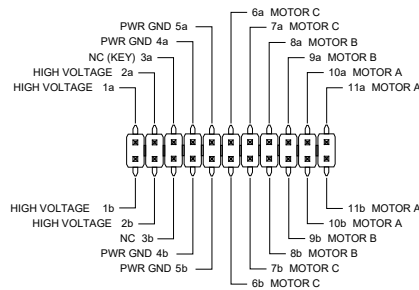 6a MOTOR C
PWR GND 5a 7a MOTOR C
PWR GND 4a 8a MOTOR B
NC (KEY) 3a 9a MOTOR B
HIGH VOLTAGE 2a 10a MOTOR A
HIGH VOLTAGE 1a 11a MOTOR A
HIGH VOLTAGE 1b 11b MOTOR A
HIGH VOLTAGE 2b 10b MOTOR A
NC 3b 9b MOTOR B
PWR GND 4b 8b MOTOR B
PWR GND 5b 7b MOTOR C
6b MOTOR C